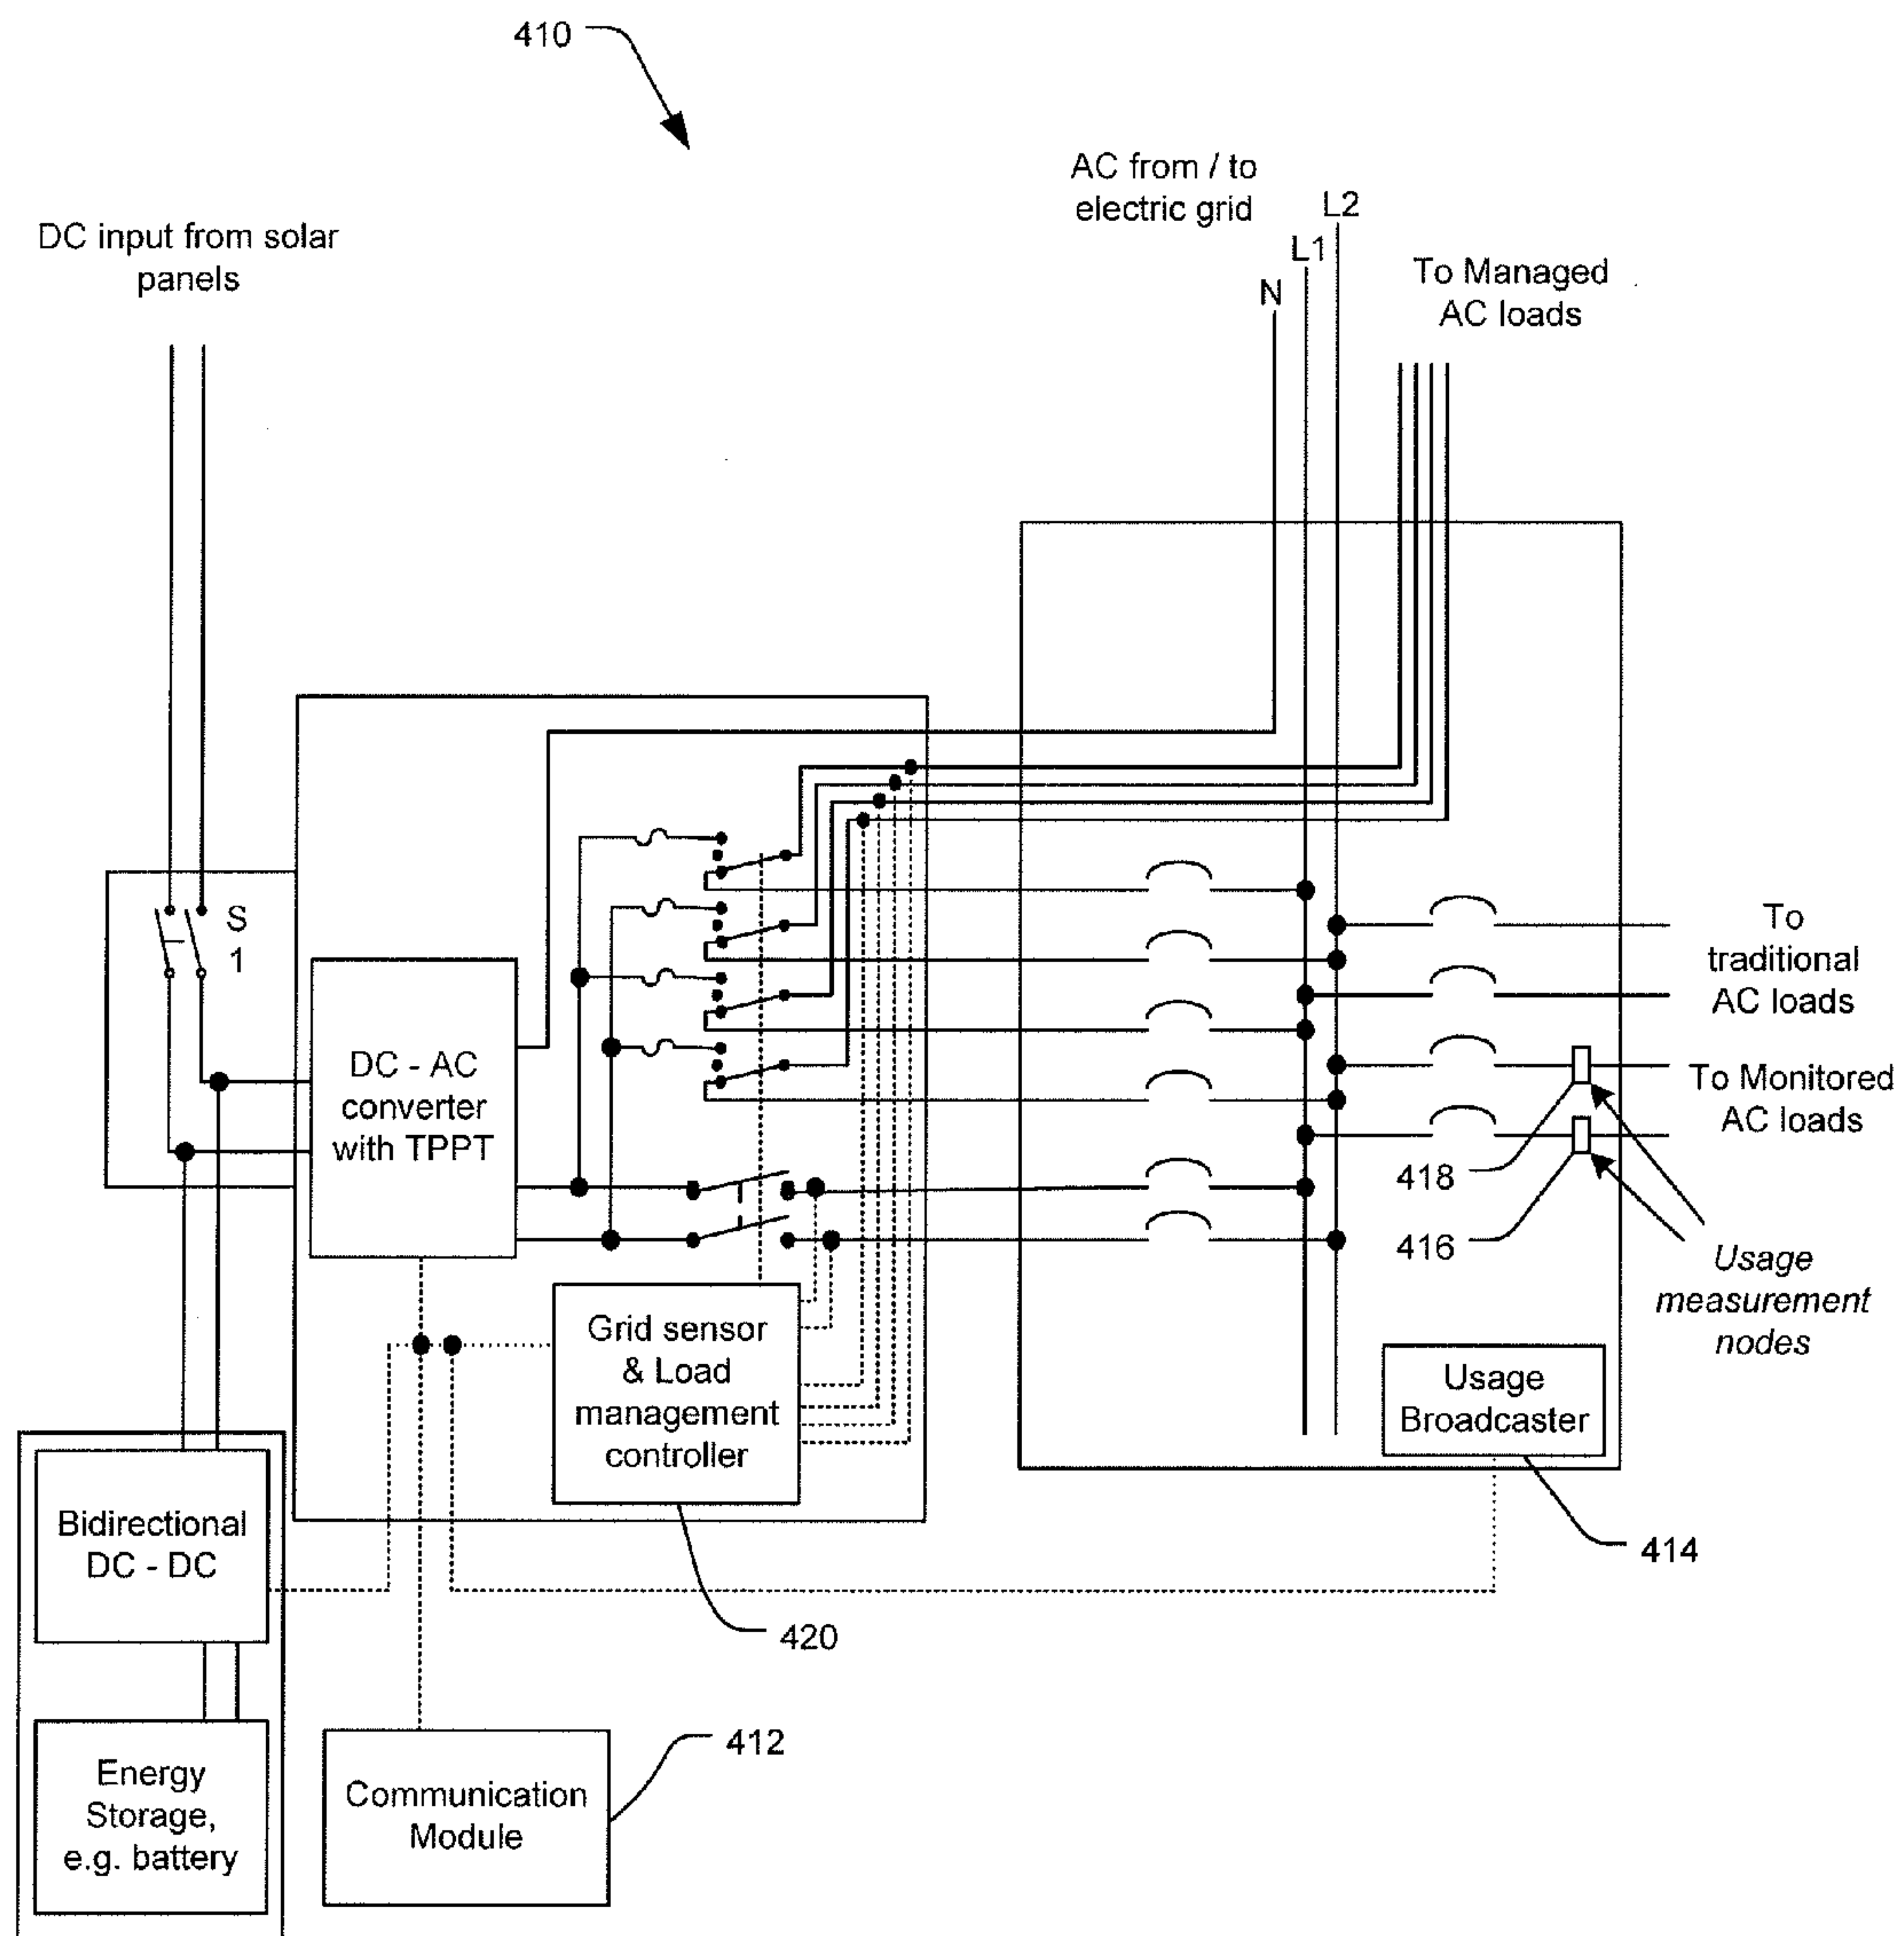 410
AC from / to
electric grid
L2
L1
N
DC input from solar
panels
To Managed
AC loads
S
1
To
traditional
AC loads
DC - AC
converter
with TPPT
To Monitored
AC loads
418
416
Usage
measurement
nodes
Grid sensor
& Load
management
controller
Usage
Broadcaster
Bidirectional
DC - DC
414
420
412
Energy
Storage,
e.g. battery
Communication
Module